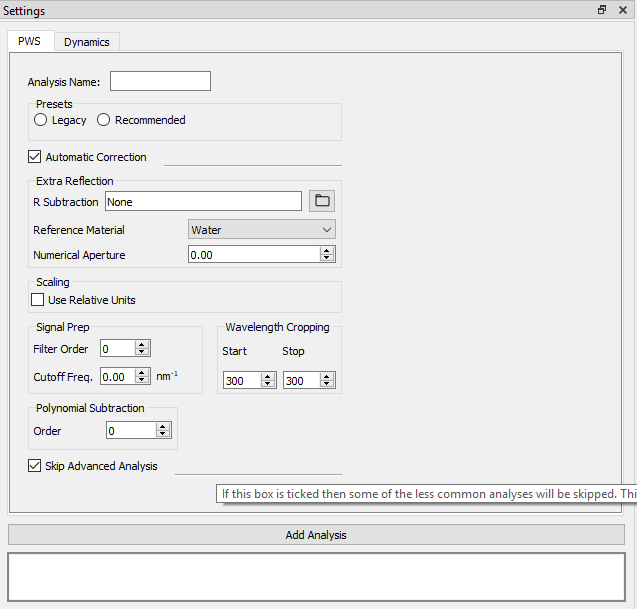 Settings
PWS Dynamics
Analysis Name:
Presets
Legacy Recommended
Automatic Correction
Extra Reflection
R Subtraction None
Reference Material Water
Numerical Aperture 0.00
Scaling
Use Relative Units
Signal Prep Wavelength Cropping
Filter Order 0 Start Stop
Cutoff Freq. 0.00 nm⁻¹ 300 300
Polynomial Subtraction
Order 0
Skip Advanced Analysis
If this box is ticked then some of the less common analyses will be skipped. Thi
Add Analysis